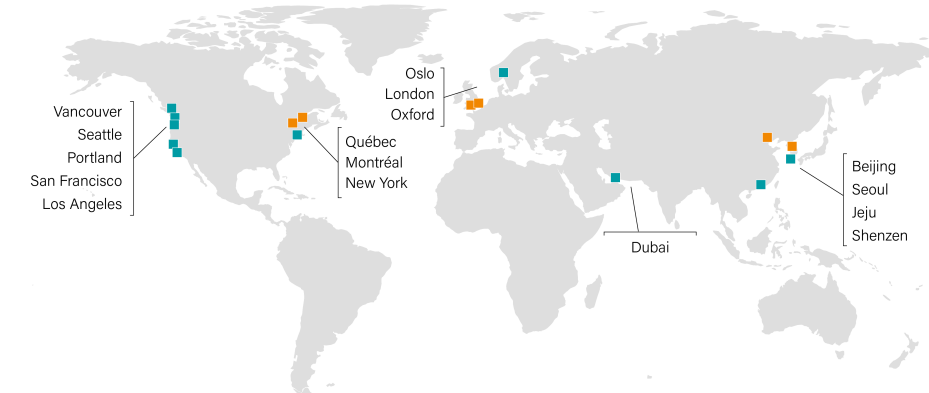 Vancouver
Seattle
Portland
San Francisco
Los Angeles
Québec
Montréal
New York
Oslo
London
Oxford
Dubai
Beijing
Seoul
Jeju
Shenzen